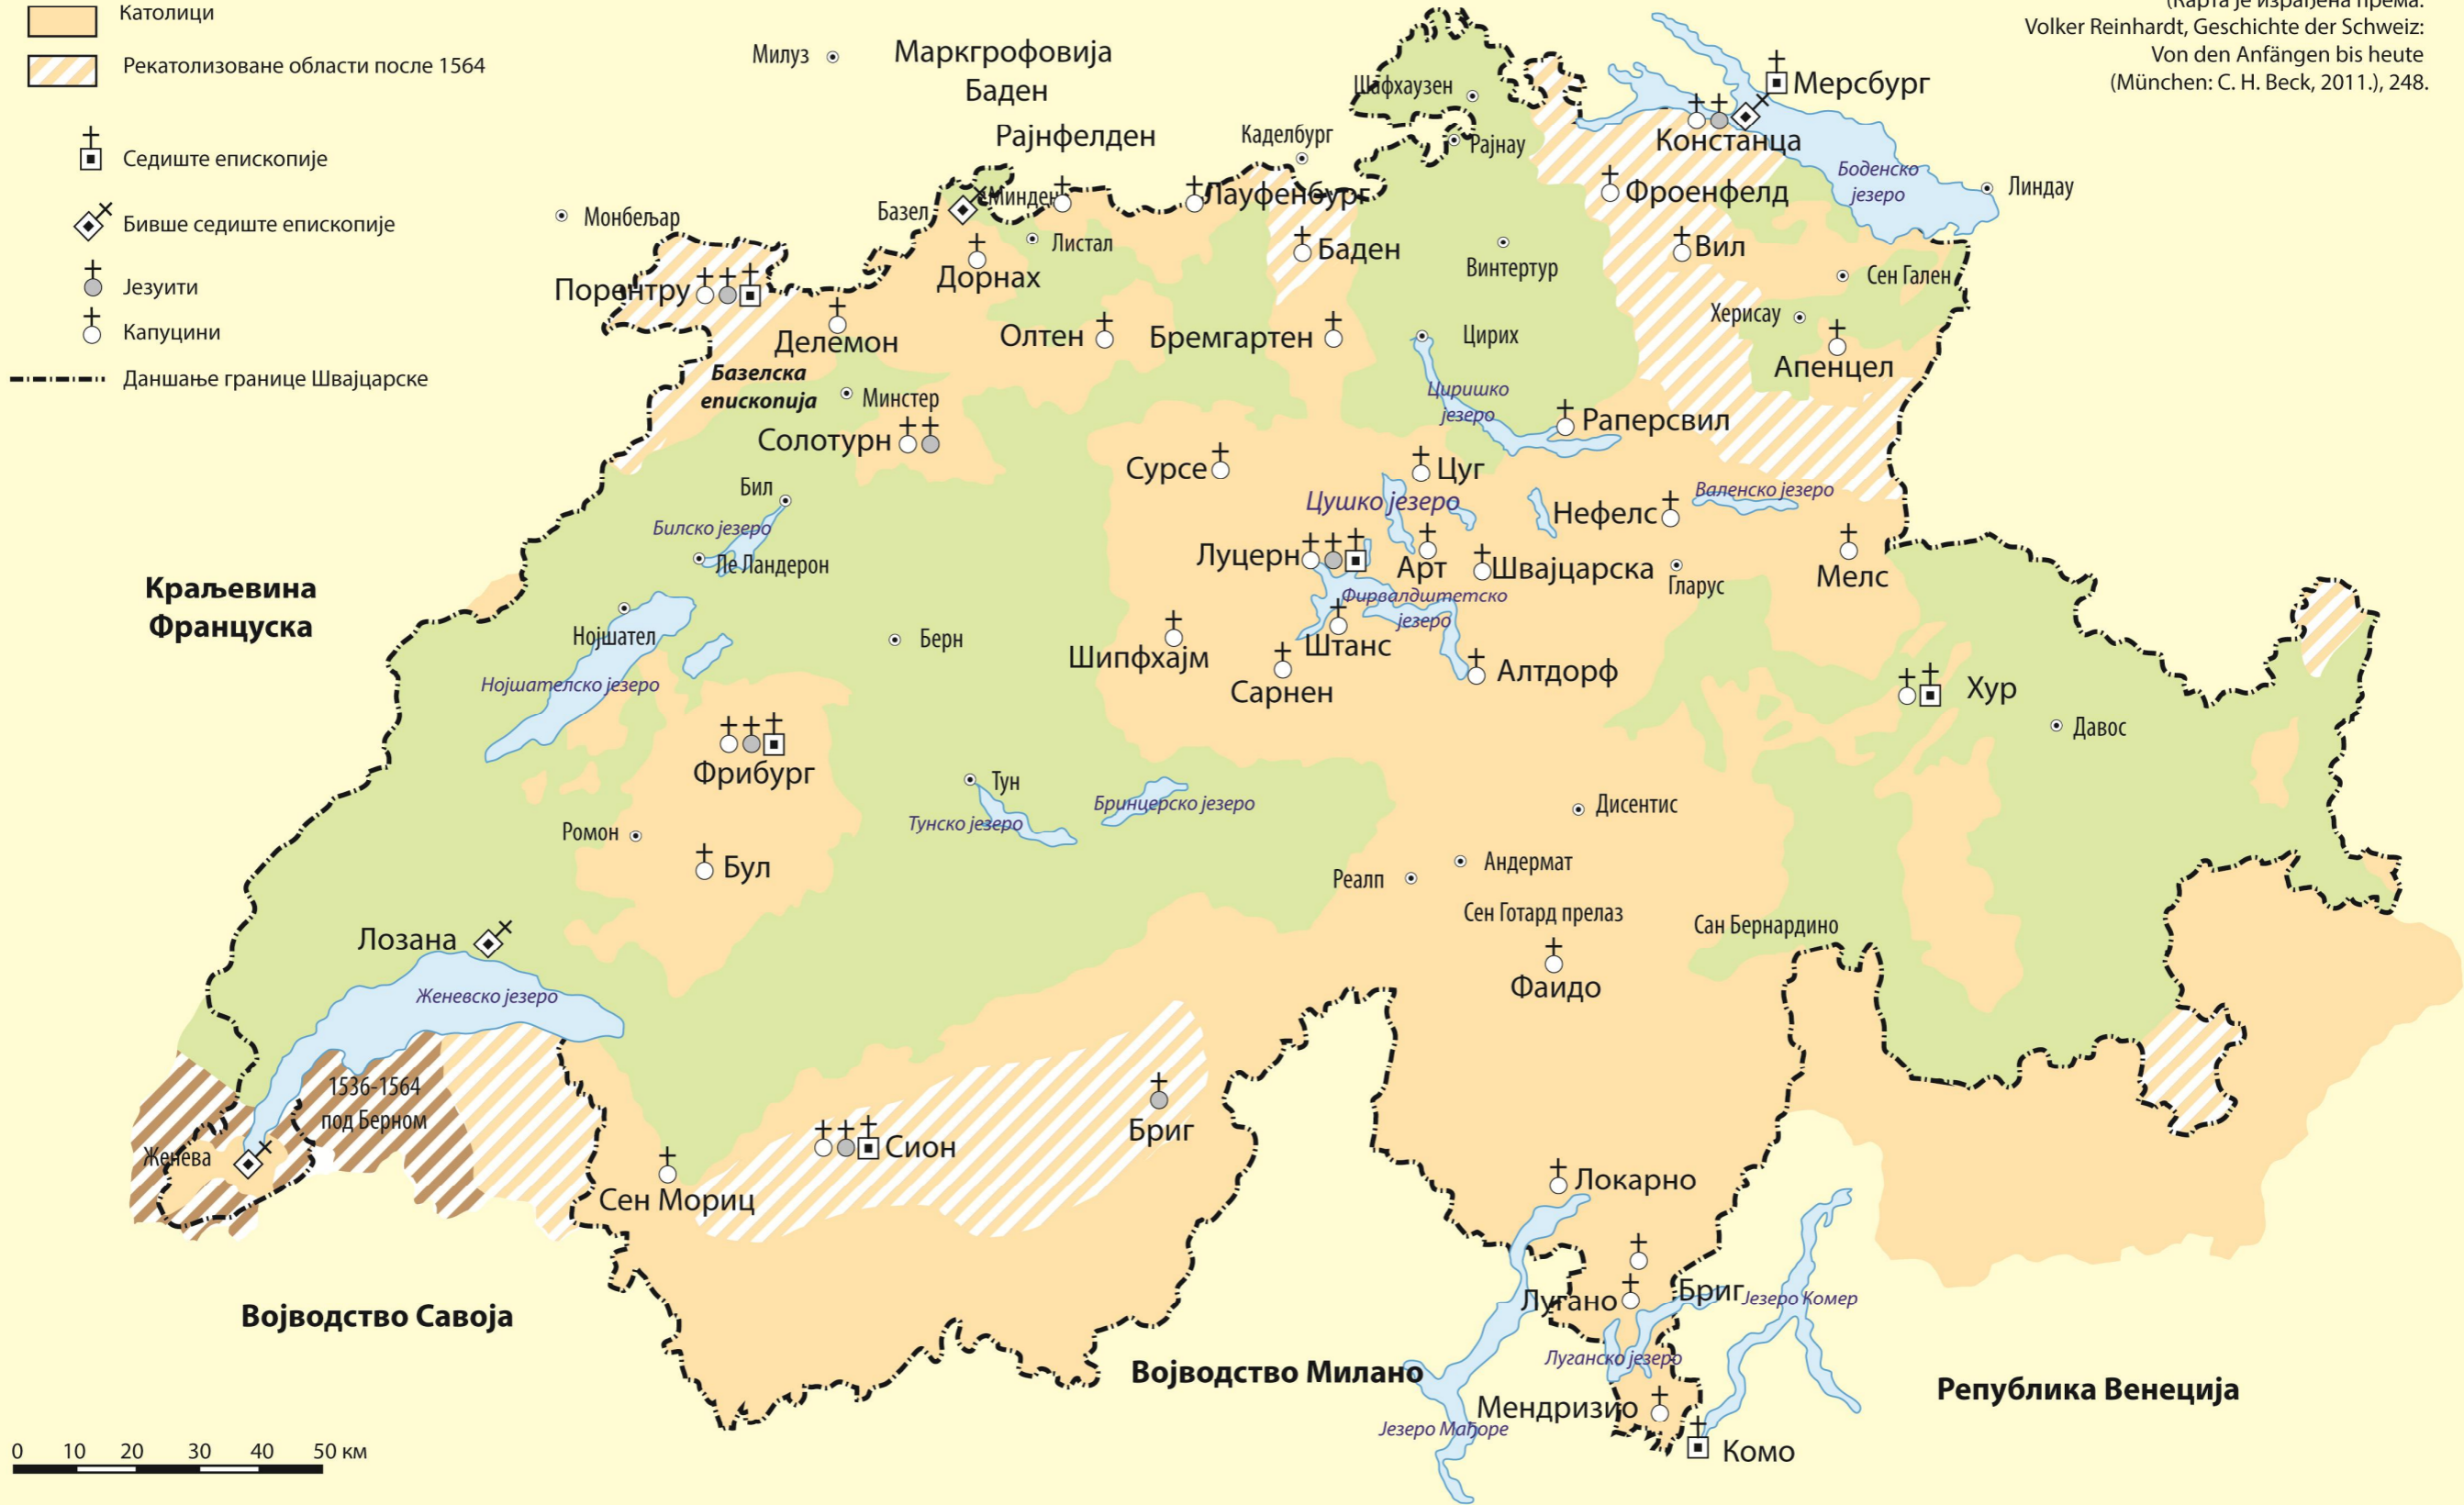 Католици
Рекатолизоване области после 1564
Седиште епископије
Бивше седиште епископије
Језуити
Капуцини
Даншање границе Швајцарске
(Карта је израђена према:
Volker Reinhardt, Geschichte der Schweiz:
Von den Anfängen bis heute
(München: C. H. Beck, 2011.), 248.
Милуз
Маркгрофовија
Баден
Рајнфелден
Каделбург
Шафхаузен
Рајнау
Мерсбург
Констанца
Боденско
језеро
Линдау
Фроенфелд
Монбељар
Базел
Минден
Лауфенбург
Листал
Дорнах
Баден
Винтертур
Вил
Сен Гален
Порентру
Делемон
Олтен
Бремгартен
Цирих
Херисау
Апенцел
Базелска
епископија
Минстер
Циришко
језеро
Солотурн
Раперсвил
Сурсе
Цуг
Бил
Цушко језеро
Валенско језеро
Нефелс
Билско језеро
Ле Ландерон
Луцерн
Арт
Швајцарска
Гларус
Мелс
Краљевина
Француска
Фирвалдштетско
језеро
Нојшател
Берн
Штанс
Шипфхајм
Сарнен
Алтдорф
Нојшателско језеро
Хур
Давос
Фрибург
Тун
Тунско језеро
Бринцерско језеро
Дисентис
Ромон
Бул
Андермат
Реалп
Сен Готард прелаз
Сан Бернардино
Лозана
Фаидо
Женевско језеро
1536-1564
под Берном
Женева
Сион
Бриг
Сен Мориц
Локарно
Лугано
Бриг
Језеро Комер
Војводство Савоја
Луганско језеро
Војводство Милано
Република Венеција
Мендризио
Језеро Мађоре
Комо
0 10 20 30 40 50 км